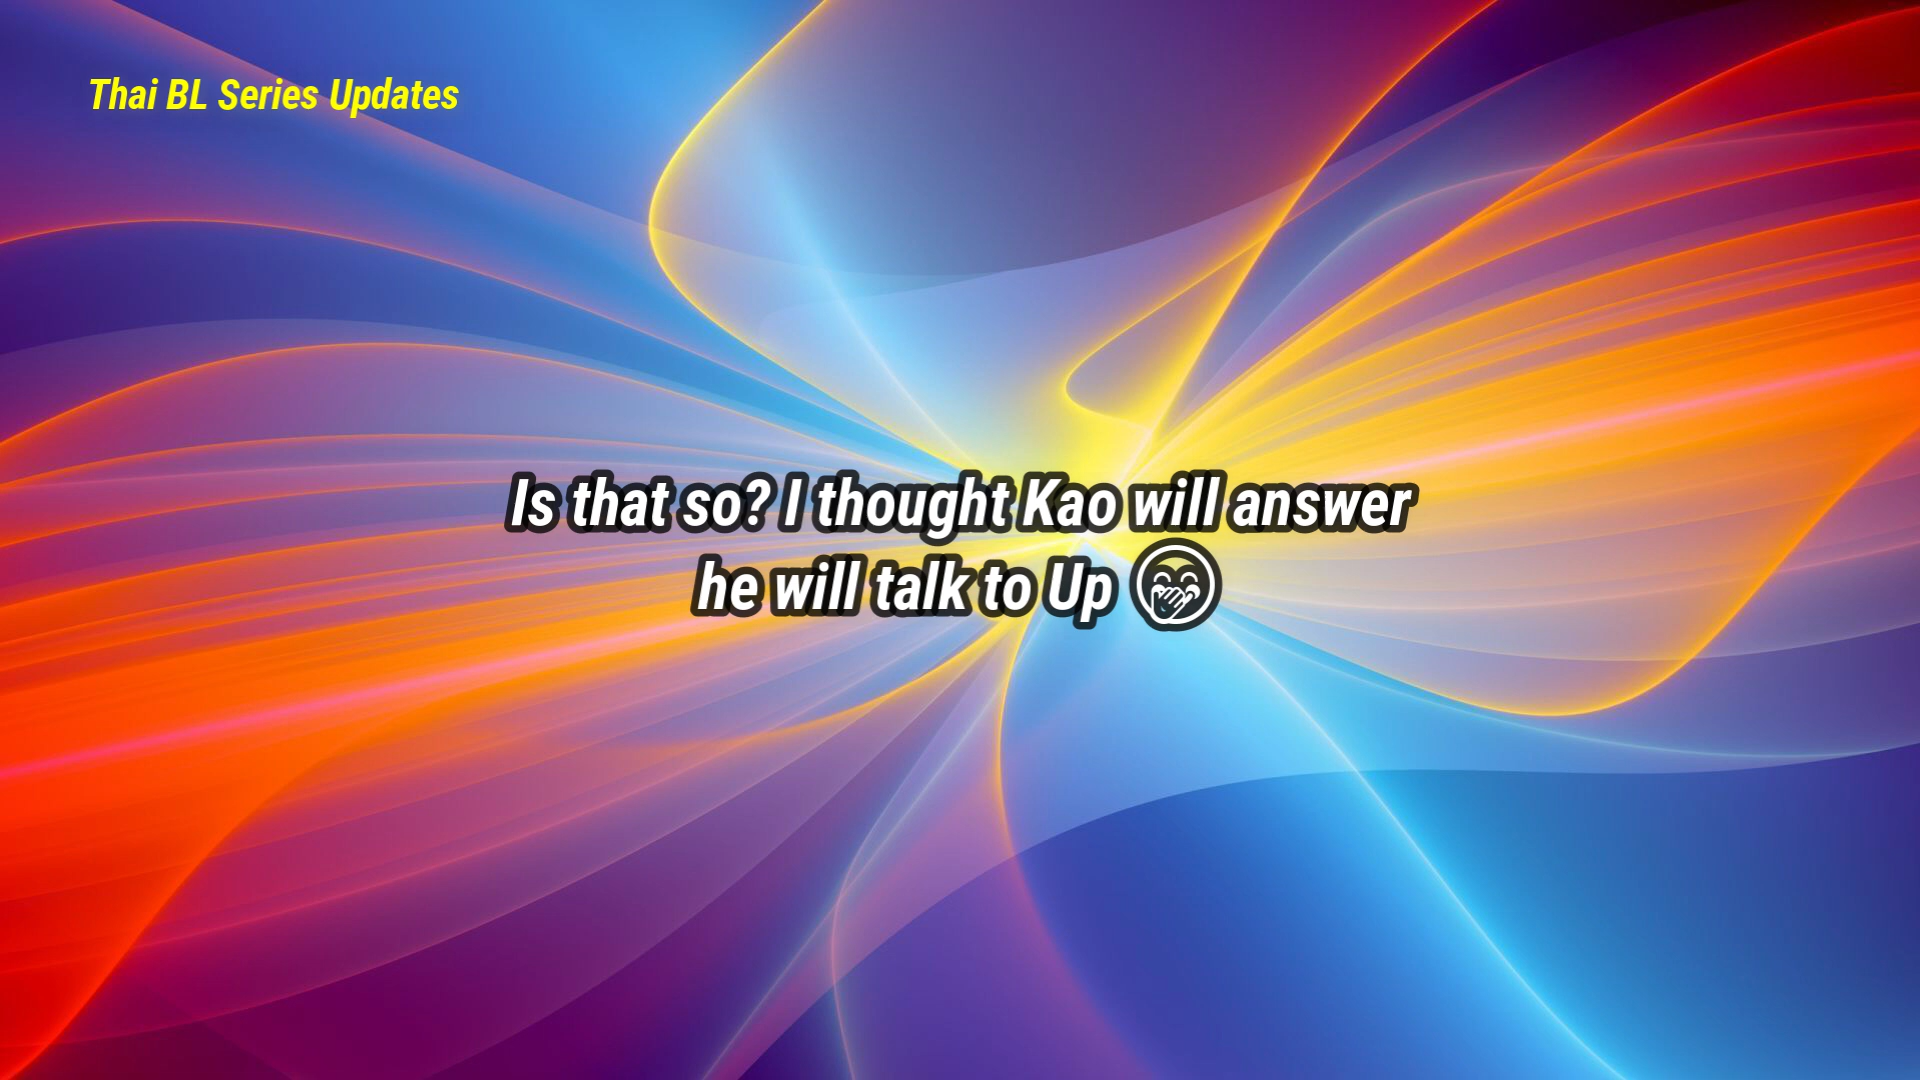 Thai BL Series Updates
Is that so? I thought Kao will answer
he will talk to Up 🤭